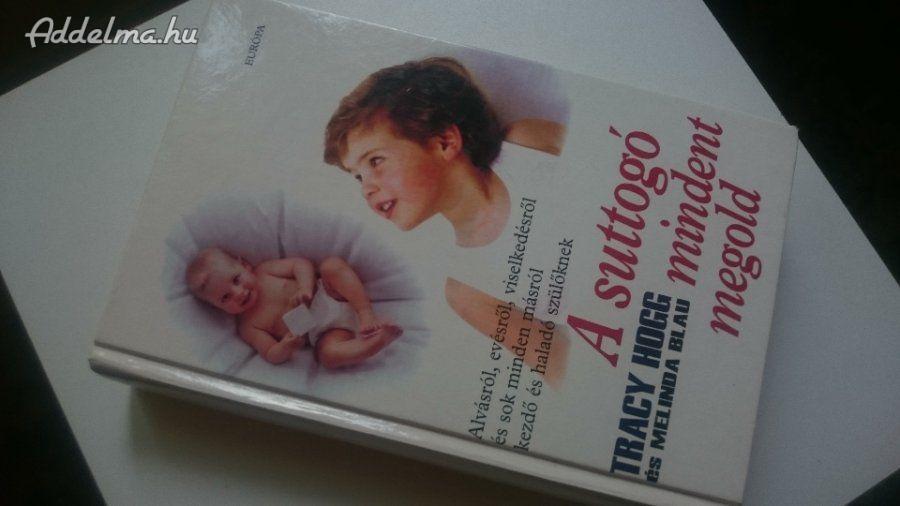 Addelma.hu
TRACY HOGG
és MELINDA BLAU
A suttogó
mindent
megold
Alvásról, evésről, viselkedésről
és sok minden másról
kezdő és haladó szülőknek
EURÓPA